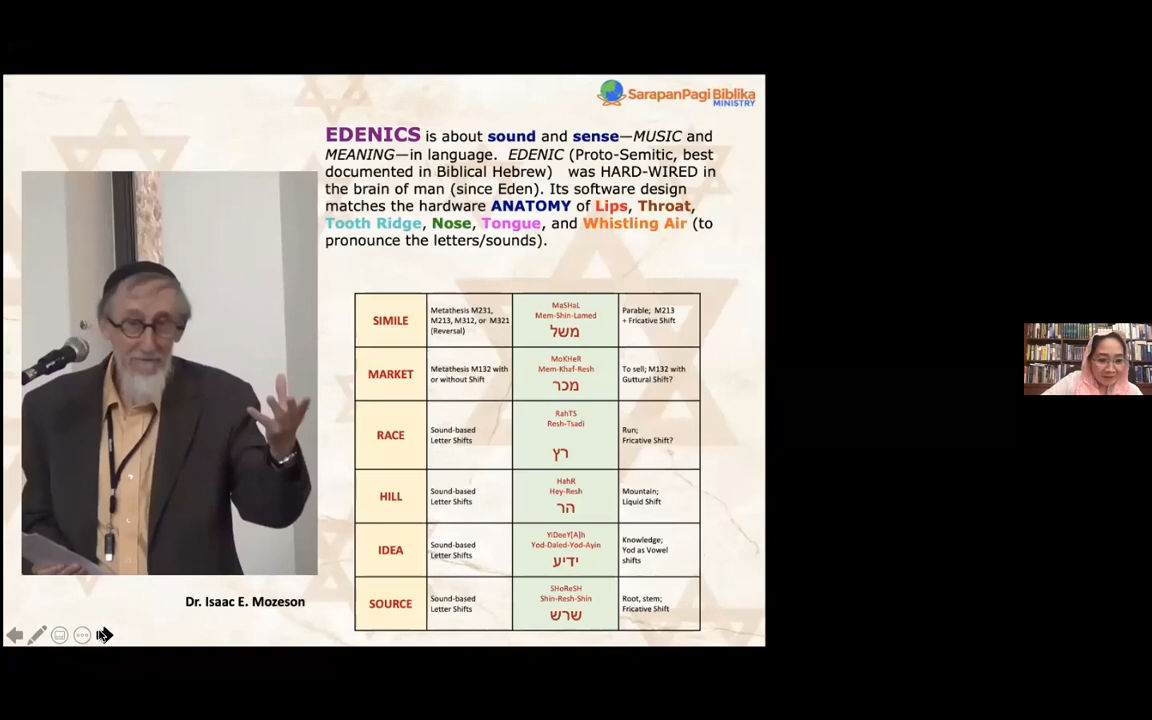 SarapanPagi Biblika
MINISTRY
EDENICS is about sound and sense—MUSIC and
MEANING—in language. EDENIC (Proto-Semitic, best
documented in Biblical Hebrew) was HARD-WIRED in
the brain of man (since Eden). Its software design
matches the hardware ANATOMY of Lips, Throat,
Tooth Ridge, Nose, Tongue, and Whistling Air (to
pronounce the letters/sounds).
SIMILE
Metathesis M231,
M213, M312, or M321
(Reversal)
MaSHaL
Mem-Shin-Lamed
משל
Parable; M213
+ Fricative Shift
MARKET
Metathesis M132 with
or without Shift
MoKHeR
Mem-Khaf-Resh
מכר
To sell; M132 with
Guttural Shift?
RACE
Sound-based
Letter Shifts
RahTS
Resh-Tsadi
רץ
Run;
Fricative Shift?
HILL
Sound-based
Letter Shifts
HahR
Hey-Resh
הר
Mountain;
Liquid Shift
IDEA
Sound-based
Letter Shifts
YiDeeY[A]h
Yod-Daled-Yod-Ayin
ידיע
Knowledge;
Yod as Vowel
shifts
SOURCE
Sound-based
Letter Shifts
SHoReSH
Shin-Resh-Shin
שרש
Root, stem;
Fricative Shift
Dr. Isaac E. Mozeson